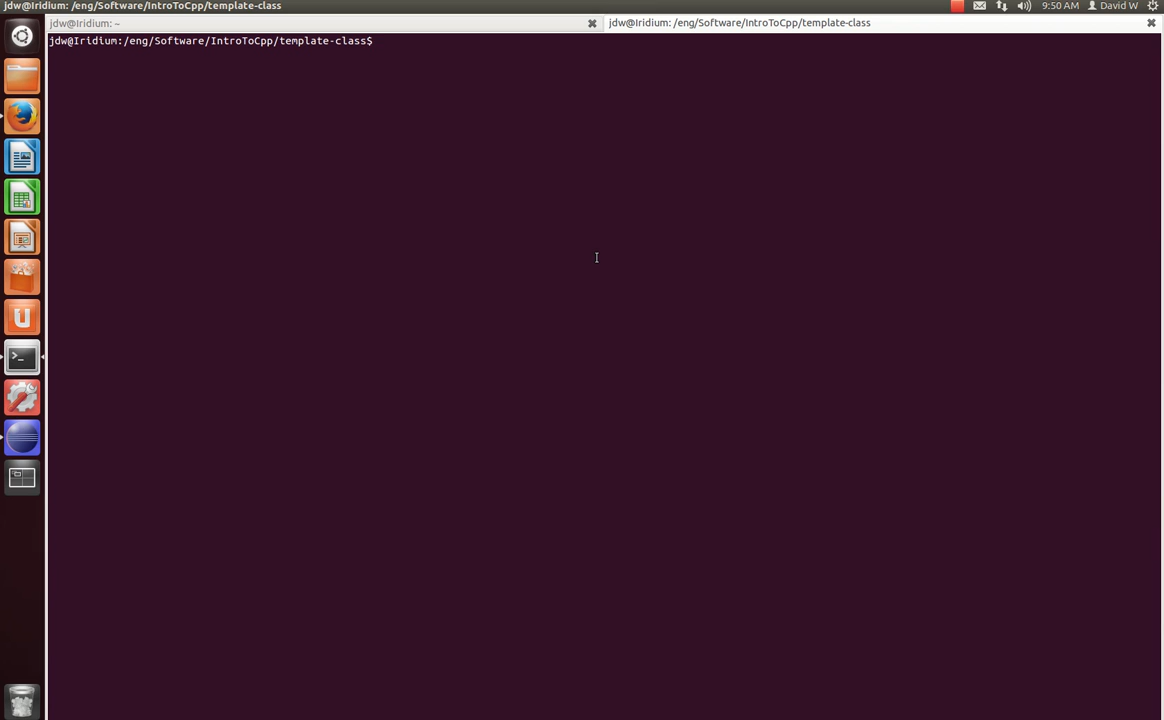 jdw@Iridium: /eng/Software/IntroToCpp/template-class
9:50 AM
David W
jdw@Iridium: ~
jdw@Iridium: /eng/Software/IntroToCpp/template-class
jdw@Iridium:/eng/Software/IntroToCpp/template-class$